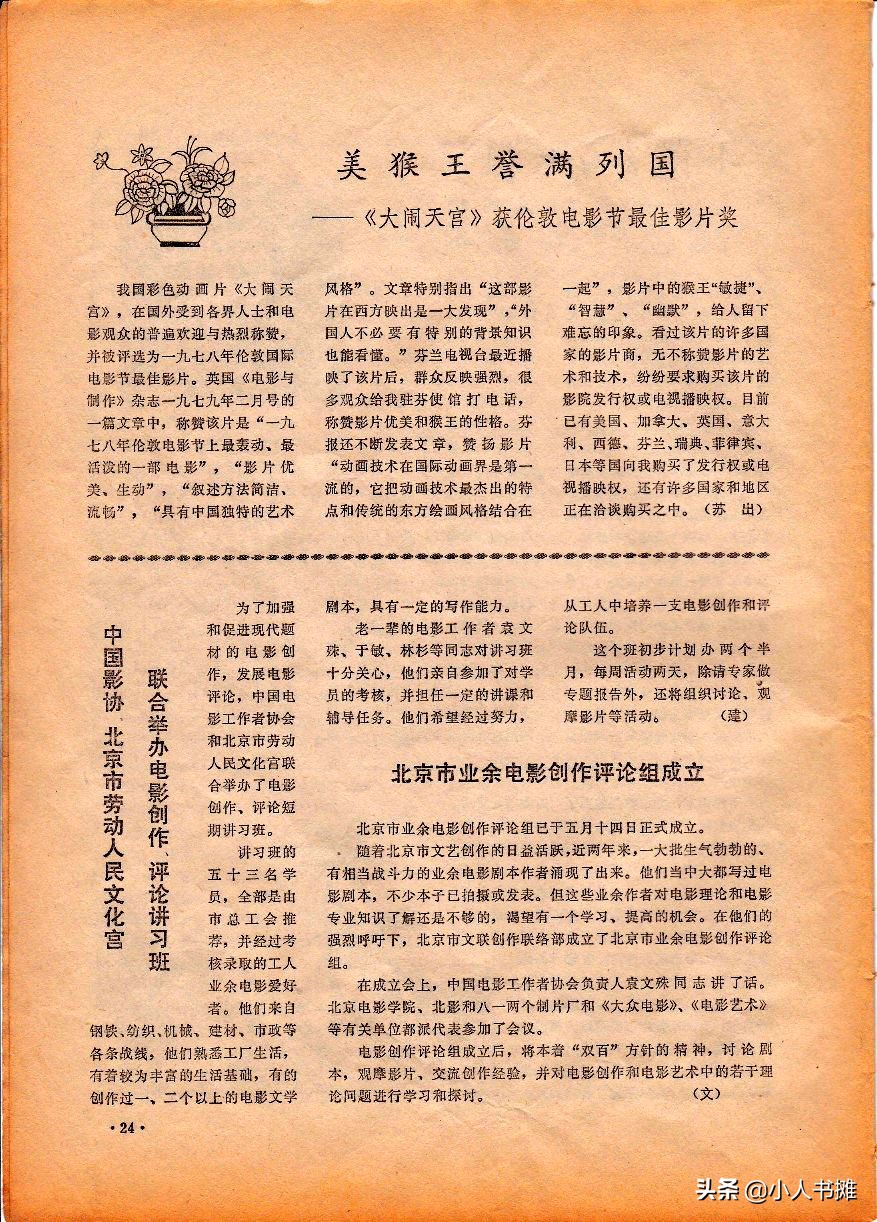 美猴王誉满列国
——《大闹天宫》获伦敦电影节最佳影片奖
我国彩色动画片《大闹天
宫》，在国外受到各界人士和电
影观众的普遍欢迎与热烈称赞，
并被评选为一九七八年伦敦国际
电影节最佳影片。英国《电影与
制作》杂志一九七九年二月号的
一篇文章中，称赞该片是“一九
七八年伦敦电影节上最轰动、最
活泼的一部电影”，“影片优
美、生动”，“叙述方法简洁、
流畅”，“具有中国独特的艺术
风格”。文章特别指出“这部影
片在西方映出是一大发现”，“外
国人不必要有特别的背景知识
也能看懂。”芬兰电视台最近播
映了该片后，群众反映强烈，很
多观众给我驻芬使馆打电话，
称赞影片优美和猴王的性格。芬
报还不断发表文章，赞扬影片
“动画技术在国际动画界是第一
流的，它把动画技术最杰出的特
点和传统的东方绘画风格结合在
一起”，影片中的猴王“敏捷”、
“智慧”、“幽默”，给人留下
难忘的印象。看过该片的许多国
家的影片商，无不称赞影片的艺
术和技术，纷纷要求购买该片的
影院发行权或电视播映权。目前
已有美国、加拿大、英国、意大
利、西德、芬兰、瑞典、菲律宾、
日本等国向我购买了发行权或电
视播映权，还有许多国家和地区
正在洽谈购买之中。（苏 出）
中国影协、北京市劳动人民文化宫
联合举办电影创作、评论讲习班
为了加强
和促进现代题
材的电影创
作，发展电影
评论，中国电
影工作者协会
和北京市劳动
人民文化宫联
合举办了电影
创作、评论短
期讲习班。
讲习班的
五十三名学
员，全部是由
市总工会推
荐，并经过考
核录取的工人
业余电影爱好
者。他们来自
钢铁、纺织、机械、建材、市政等
各条战线，他们熟悉工厂生活，
有着较为丰富的生活基础，有的
创作过一、二个以上的电影文学
剧本，具有一定的写作能力。
老一辈的电影工作者袁文
殊、于敏、林杉等同志对讲习班
十分关心，他们亲自参加了对学
员的考核，并担任一定的讲课和
辅导任务。他们希望经过努力，
从工人中培养一支电影创作和评
论队伍。
这个班初步计划办两个半
月，每周活动两天，除请专家做
专题报告外，还将组织讨论、观
摩影片等活动。（建）
北京市业余电影创作评论组成立
北京市业余电影创作评论组已于五月十四日正式成立。
随着北京市文艺创作的日益活跃，近两年来，一大批生气勃勃的、
有相当战斗力的业余电影剧本作者涌现了出来。他们当中大都写过电
影剧本，不少本子已拍摄或发表。但这些业余作者对电影理论和电影
专业知识了解还是不够的，渴望有一个学习、提高的机会。在他们的
强烈呼吁下，北京市文联创作联络部成立了北京市业余电影创作评论
组。
在成立会上，中国电影工作者协会负责人袁文殊同志讲了话。
北京电影学院、北影和八一两个制片厂和《大众电影》、《电影艺术》
等有关单位都派代表参加了会议。
电影创作评论组成立后，将本着“双百”方针的精神，讨论剧
本，观摩影片、交流创作经验，并对电影创作和电影艺术中的若干理
论问题进行学习和探讨。（文）
·24·
头条 @小人书摊